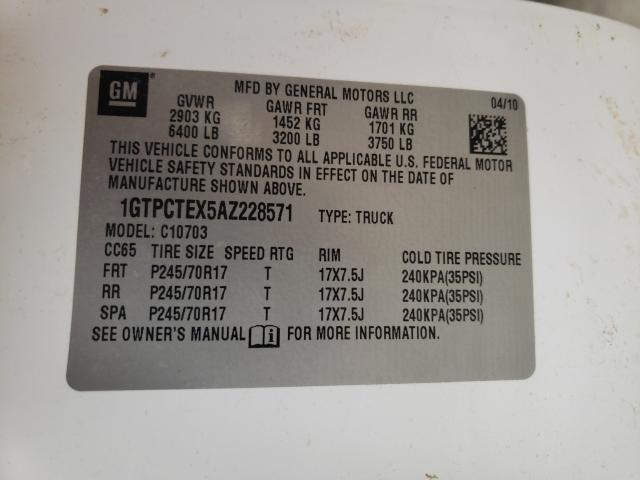 GM
MFD BY GENERAL MOTORS LLC
04/10
GVWR GAWR FRT GAWR RR
2903 KG 1452 KG 1701 KG
6400 LB 3200 LB 3750 LB
THIS VEHICLE CONFORMS TO ALL APPLICABLE U.S. FEDERAL MOTOR
VEHICLE SAFETY STANDARDS IN EFFECT ON THE DATE OF
MANUFACTURE SHOWN ABOVE.
1GTPCTEX5AZ228571 TYPE: TRUCK
MODEL: C10703
CC65 TIRE SIZE SPEED RTG RIM COLD TIRE PRESSURE
FRT P245/70R17 T 17X7.5J 240KPA(35PSI)
RR P245/70R17 T 17X7.5J 240KPA(35PSI)
SPA P245/70R17 T 17X7.5J 240KPA(35PSI)
SEE OWNER'S MANUAL i FOR MORE INFORMATION.